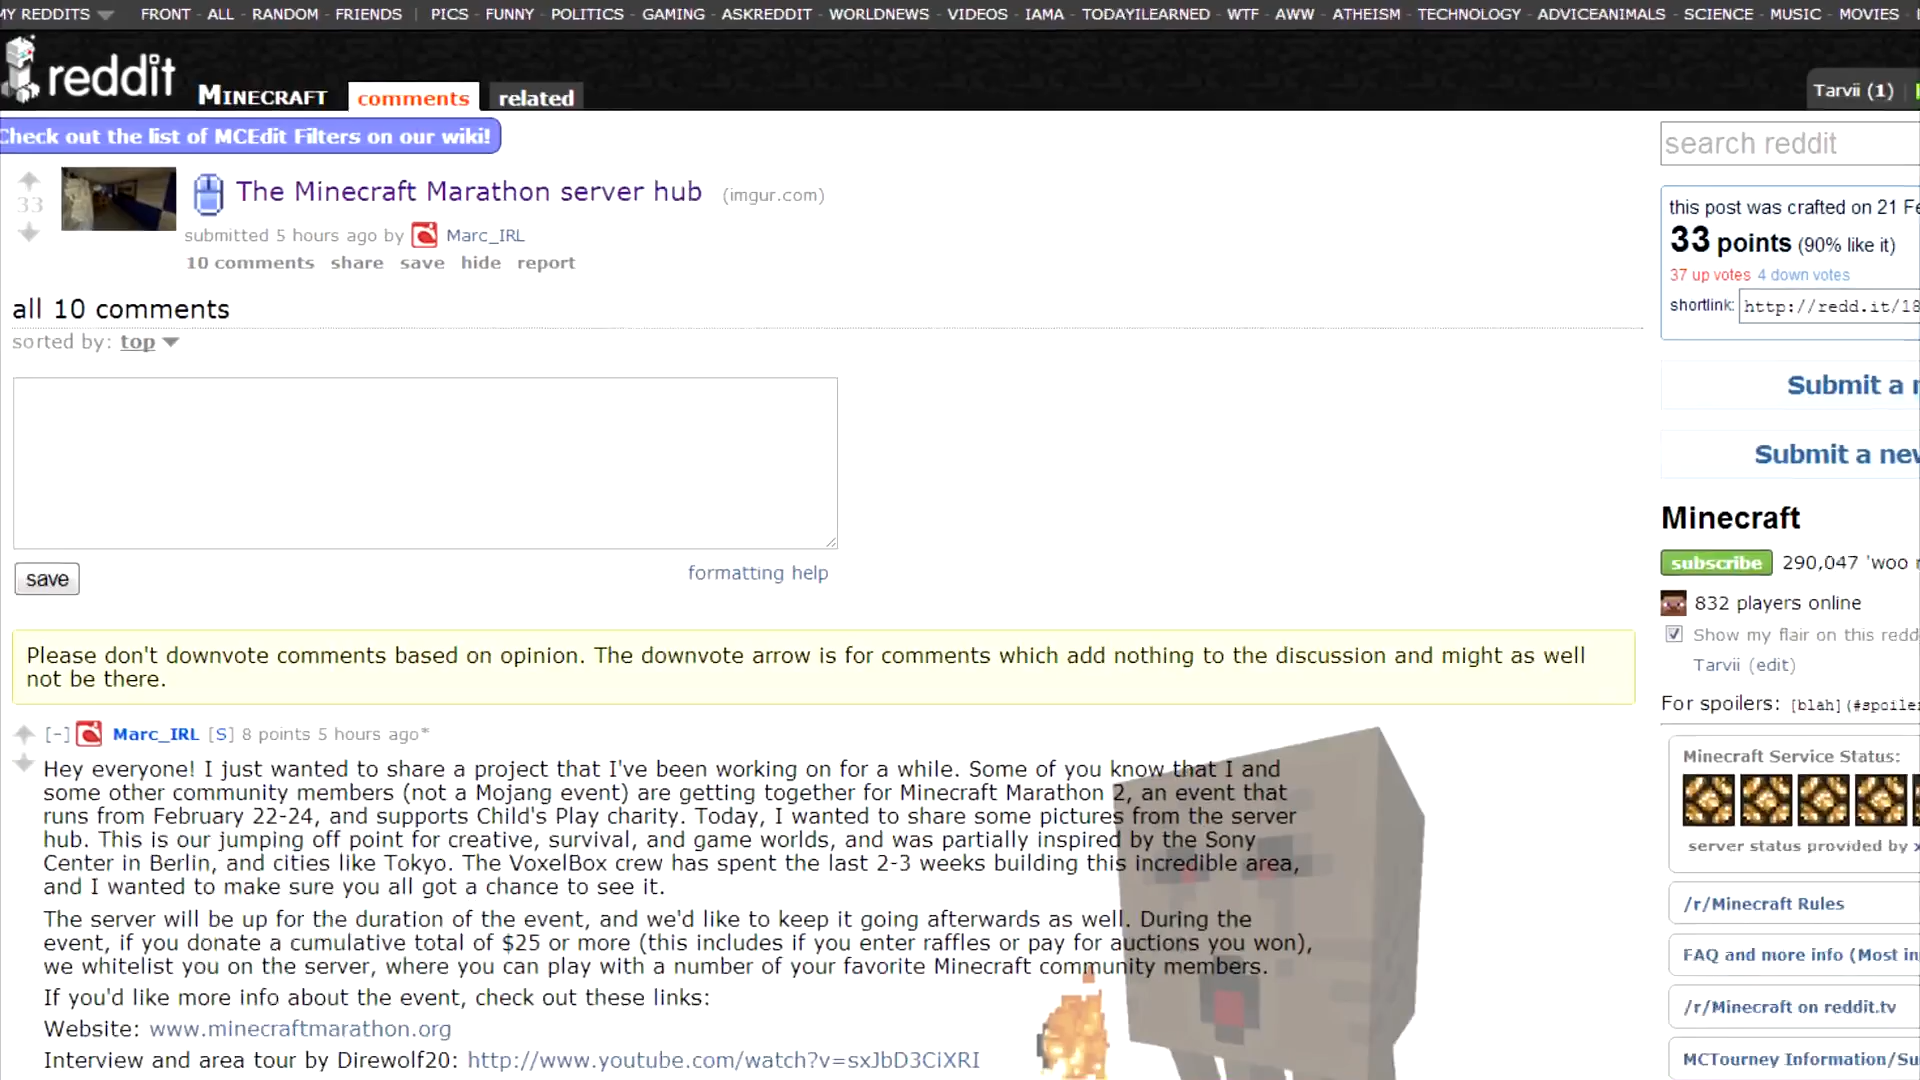 MY REDDITS FRONT - ALL - RANDOM - FRIENDS | PICS - FUNNY - POLITICS - GAMING - ASKREDDIT - WORLDNEWS - VIDEOS - IAMA - TODAYILEARNED - WTF - AWW - ATHEISM - TECHNOLOGY - ADVICEANIMALS - SCIENCE - MUSIC - MOVIES -
reddit MINECRAFT comments related
Tarvii (1)
Check out the list of MCEdit Filters on our wiki!
33
The Minecraft Marathon server hub (imgur.com)
submitted 5 hours ago by Marc_IRL
10 comments share save hide report
all 10 comments
sorted by: top
save
formatting help
Please don't downvote comments based on opinion. The downvote arrow is for comments which add nothing to the discussion and might as well
not be there.
[-] Marc_IRL [S] 8 points 5 hours ago*
Hey everyone! I just wanted to share a project that I've been working on for a while. Some of you know that I and
some other community members (not a Mojang event) are getting together for Minecraft Marathon 2, an event that
runs from February 22-24, and supports Child's Play charity. Today, I wanted to share some pictures from the server
hub. This is our jumping off point for creative, survival, and game worlds, and was partially inspired by the Sony
Center in Berlin, and cities like Tokyo. The VoxelBox crew has spent the last 2-3 weeks building this incredible area,
and I wanted to make sure you all got a chance to see it.
The server will be up for the duration of the event, and we'd like to keep it going afterwards as well. During the
event, if you donate a cumulative total of $25 or more (this includes if you enter raffles or pay for auctions you won),
we whitelist you on the server, where you can play with a number of your favorite Minecraft community members.
If you'd like more info about the event, check out these links:
Website: www.minecraftmarathon.org
Interview and area tour by Direwolf20: http://www.youtube.com/watch?v=sxJbD3CiXRI
search reddit
this post was crafted on 21 Fe
33 points (90% like it)
37 up votes 4 down votes
shortlink: http://redd.it/18
Submit a
Submit a new
Minecraft
subscribe 290,047 'woo
832 players online
Show my flair on this redd
Tarvii (edit)
For spoilers: [blah](#spoiler
Minecraft Service Status:
server status provided by x
/r/Minecraft Rules
FAQ and more info (Most in
/r/Minecraft on reddit.tv
MCTourney Information/Su